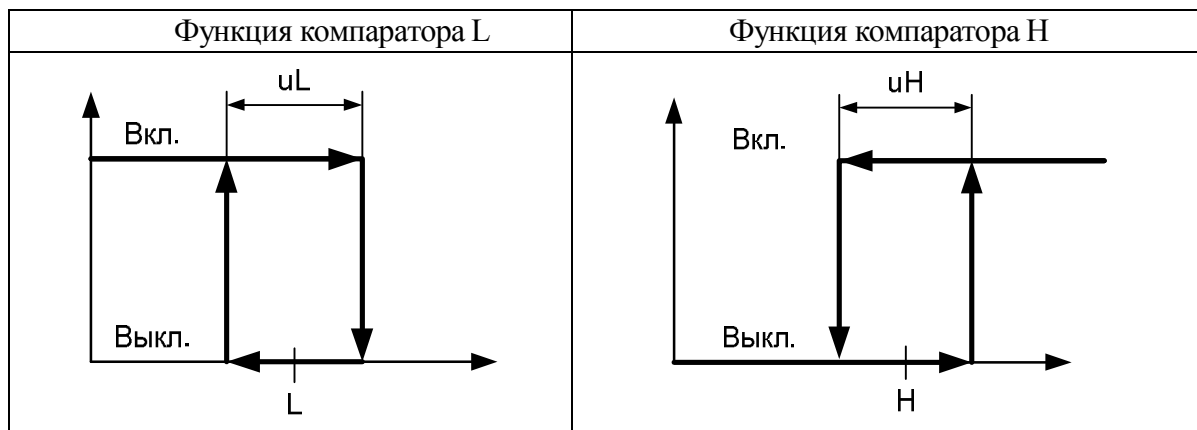 Функция компаратора L
Функция компаратора H
uL
Вкл.
Выкл.
L
uH
Вкл.
Выкл.
H